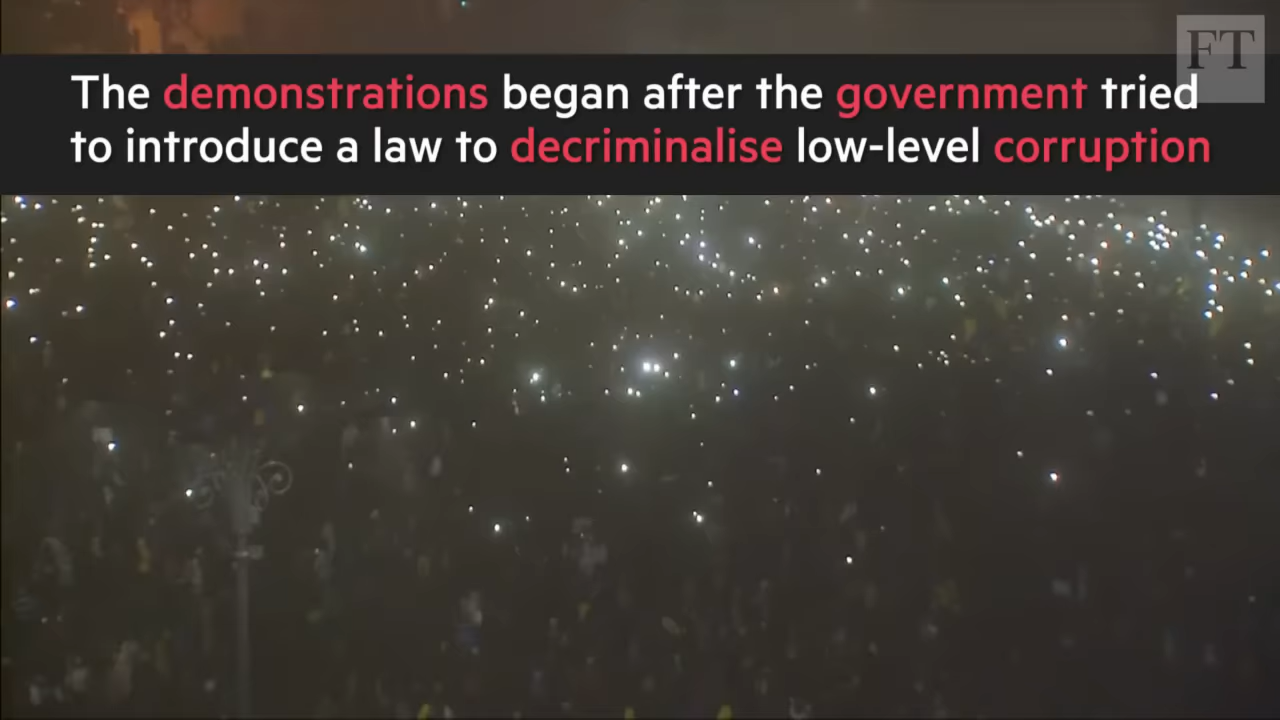 FT
The demonstrations began after the government tried
to introduce a law to decriminalise low-level corruption